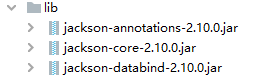 lib
jackson-annotations-2.10.0.jar
jackson-core-2.10.0.jar
jackson-databind-2.10.0.jar